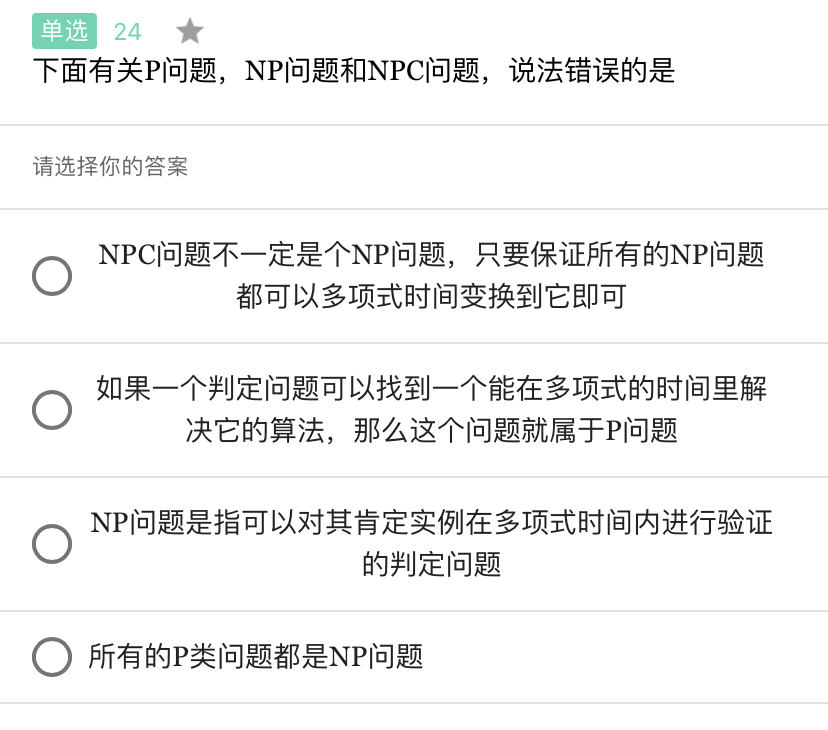 单选 24
下面有关P问题，NP问题和NPC问题，说法错误的是
请选择你的答案
NPC问题不一定是个NP问题，只要保证所有的NP问题
都可以多项式时间变换到它即可
如果一个判定问题可以找到一个能在多项式的时间里解
决它的算法，那么这个问题就属于P问题
NP问题是指可以对其肯定实例在多项式时间内进行验证
的判定问题
所有的P类问题都是NP问题